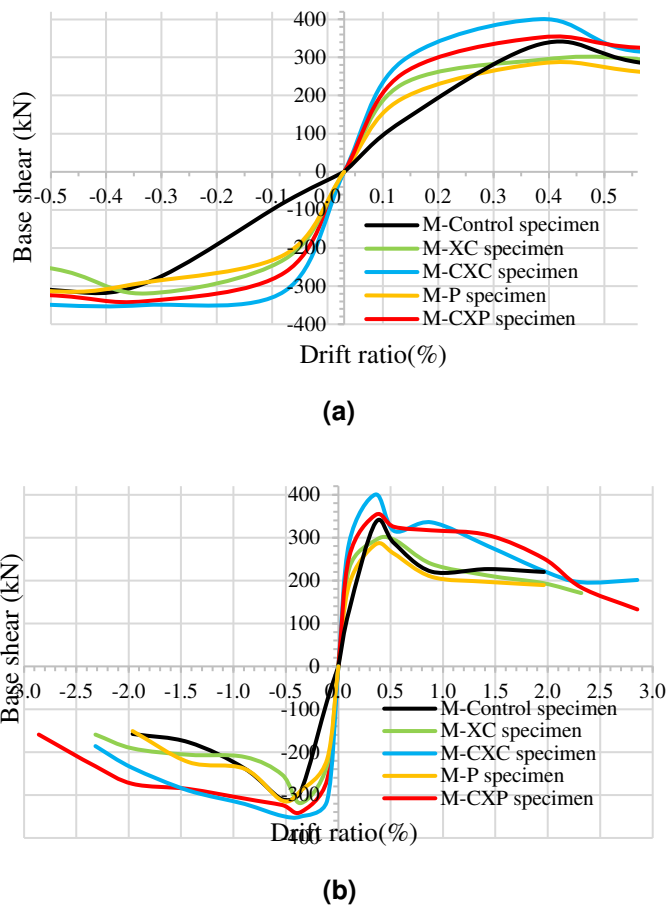 400
300
200
100
0
-0.5 -0.4 -0.3 -0.2 -0.1 0.0 0.1 0.2 0.3 0.4 0.5
-100
-200
-300
-400
Base shear (kN)
M-Control specimen
M-XC specimen
M-CXC specimen
M-P specimen
M-CXP specimen
Drift ratio(%)
(a)
400
300
200
100
0
-3.0 -2.5 -2.0 -1.5 -1.0 -0.5 0.0 0.5 1.0 1.5 2.0 2.5 3.0
-100
-200
-300
-400
Base shear (kN)
M-Control specimen
M-XC specimen
M-CXC specimen
M-P specimen
M-CXP specimen
Drift ratio(%)
(b)